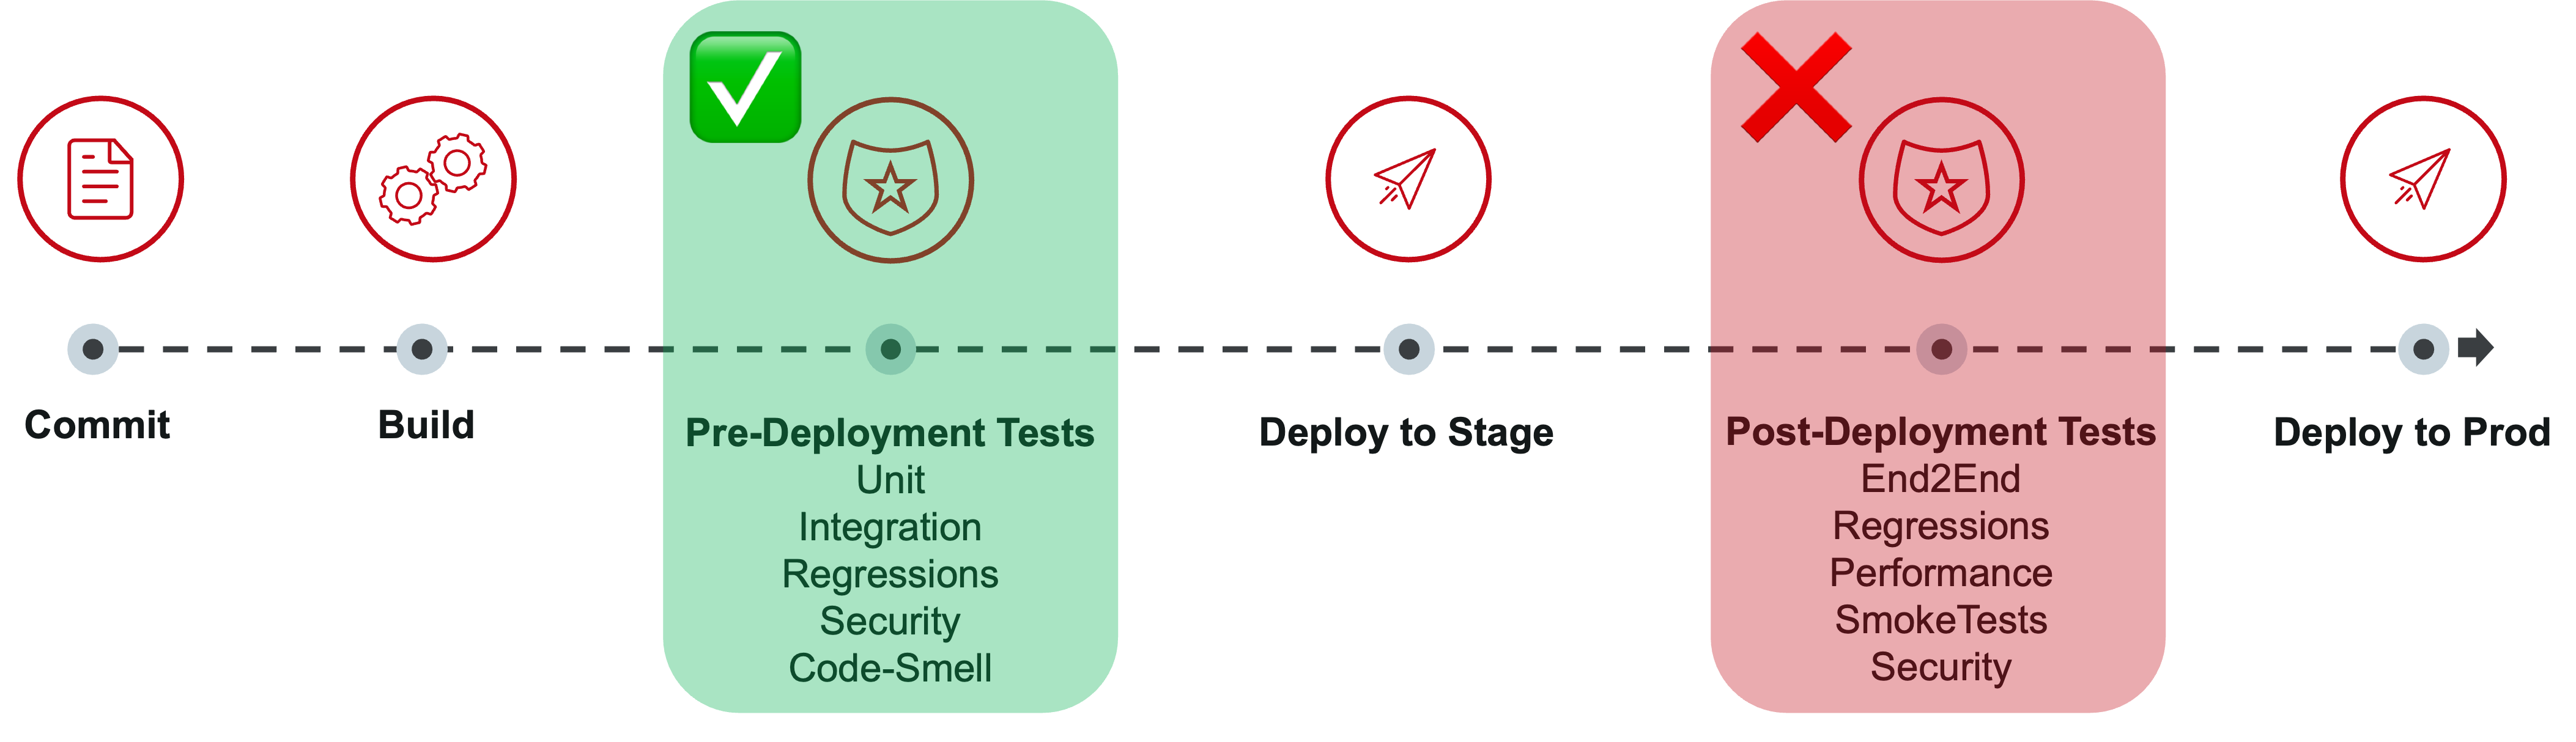 Commit
Build
Pre-Deployment Tests
Unit
Integration
Regressions
Security
Code-Smell
Deploy to Stage
Post-Deployment Tests
End2End
Regressions
Performance
SmokeTests
Security
Deploy to Prod